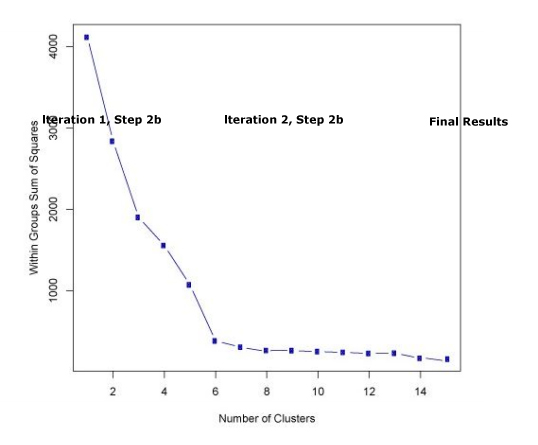 4000
Iteration 1, Step 2b
Iteration 2, Step 2b
Final Results
3000
Within Groups Sum of Squares
2000
1000
2 4 6 8 10 12 14
Number of Clusters